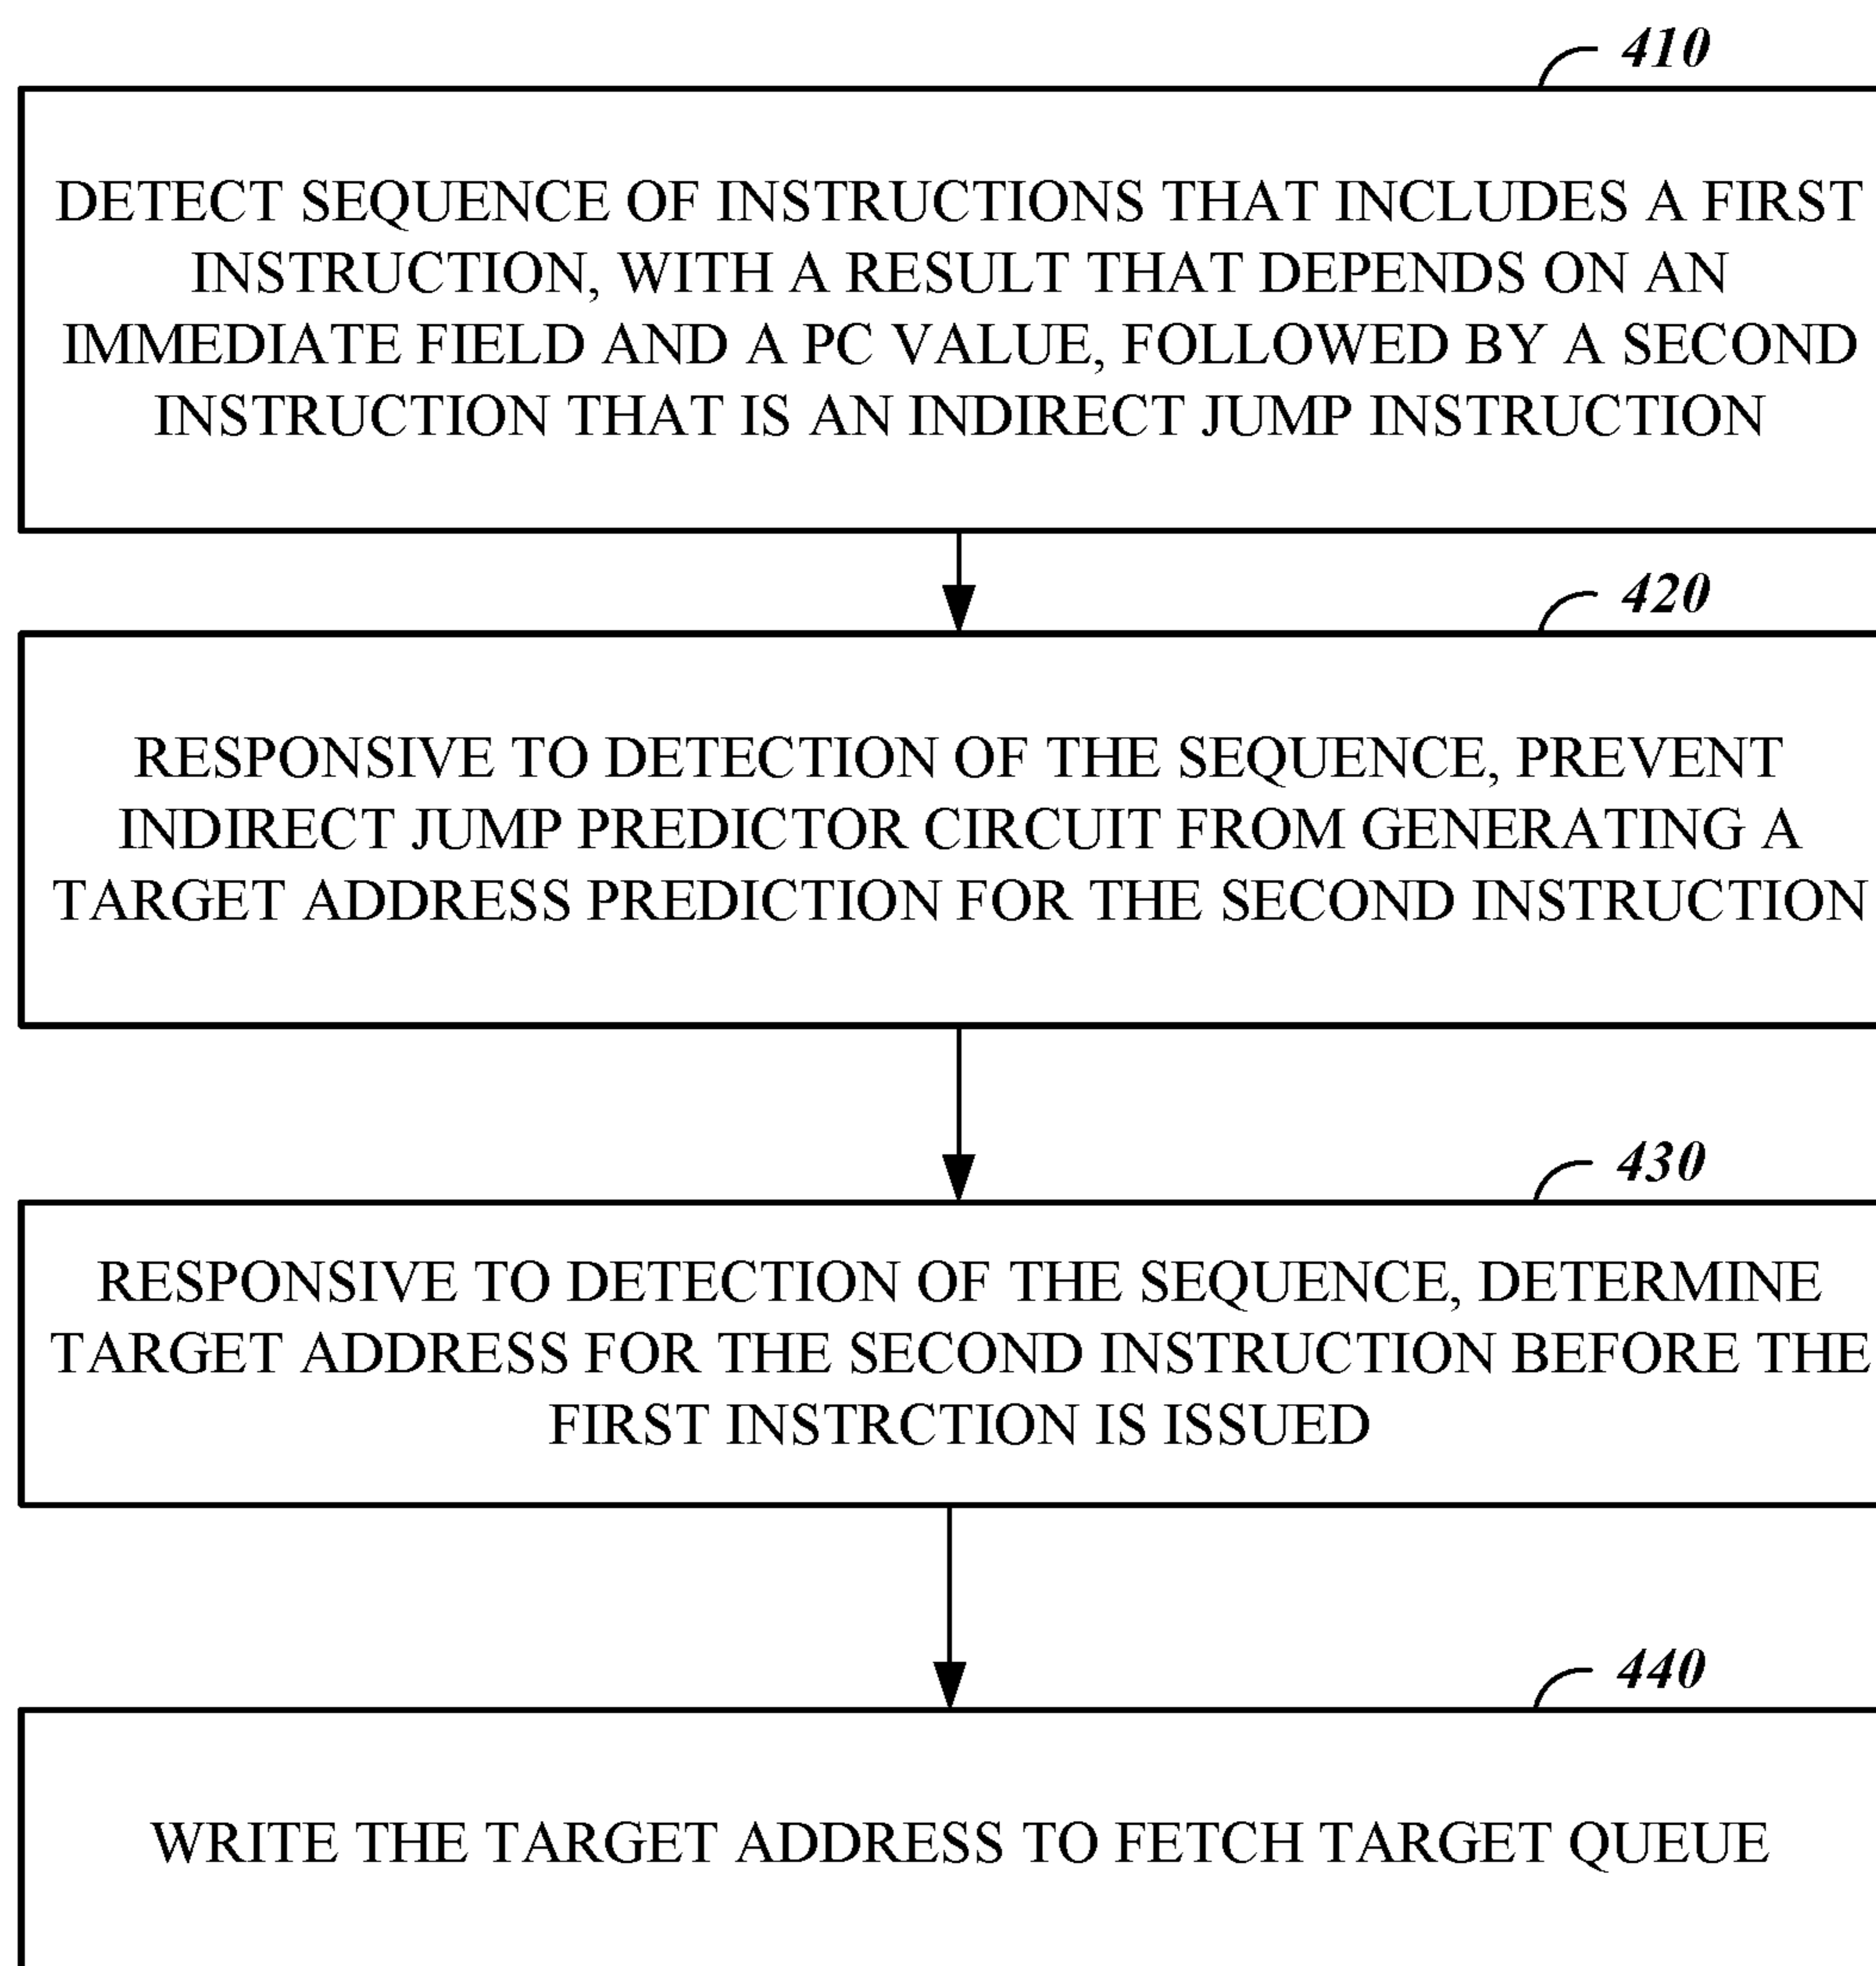 410
DETECT SEQUENCE OF INSTRUCTIONS THAT INCLUDES A FIRST
INSTRUCTION, WITH A RESULT THAT DEPENDS ON AN
IMMEDIATE FIELD AND A PC VALUE, FOLLOWED BY A SECOND
INSTRUCTION THAT IS AN INDIRECT JUMP INSTRUCTION
420
RESPONSIVE TO DETECTION OF THE SEQUENCE, PREVENT
INDIRECT JUMP PREDICTOR CIRCUIT FROM GENERATING A
TARGET ADDRESS PREDICTION FOR THE SECOND INSTRUCTION
430
RESPONSIVE TO DETECTION OF THE SEQUENCE, DETERMINE
TARGET ADDRESS FOR THE SECOND INSTRUCTION BEFORE THE
FIRST INSTRCTION IS ISSUED
440
WRITE THE TARGET ADDRESS TO FETCH TARGET QUEUE